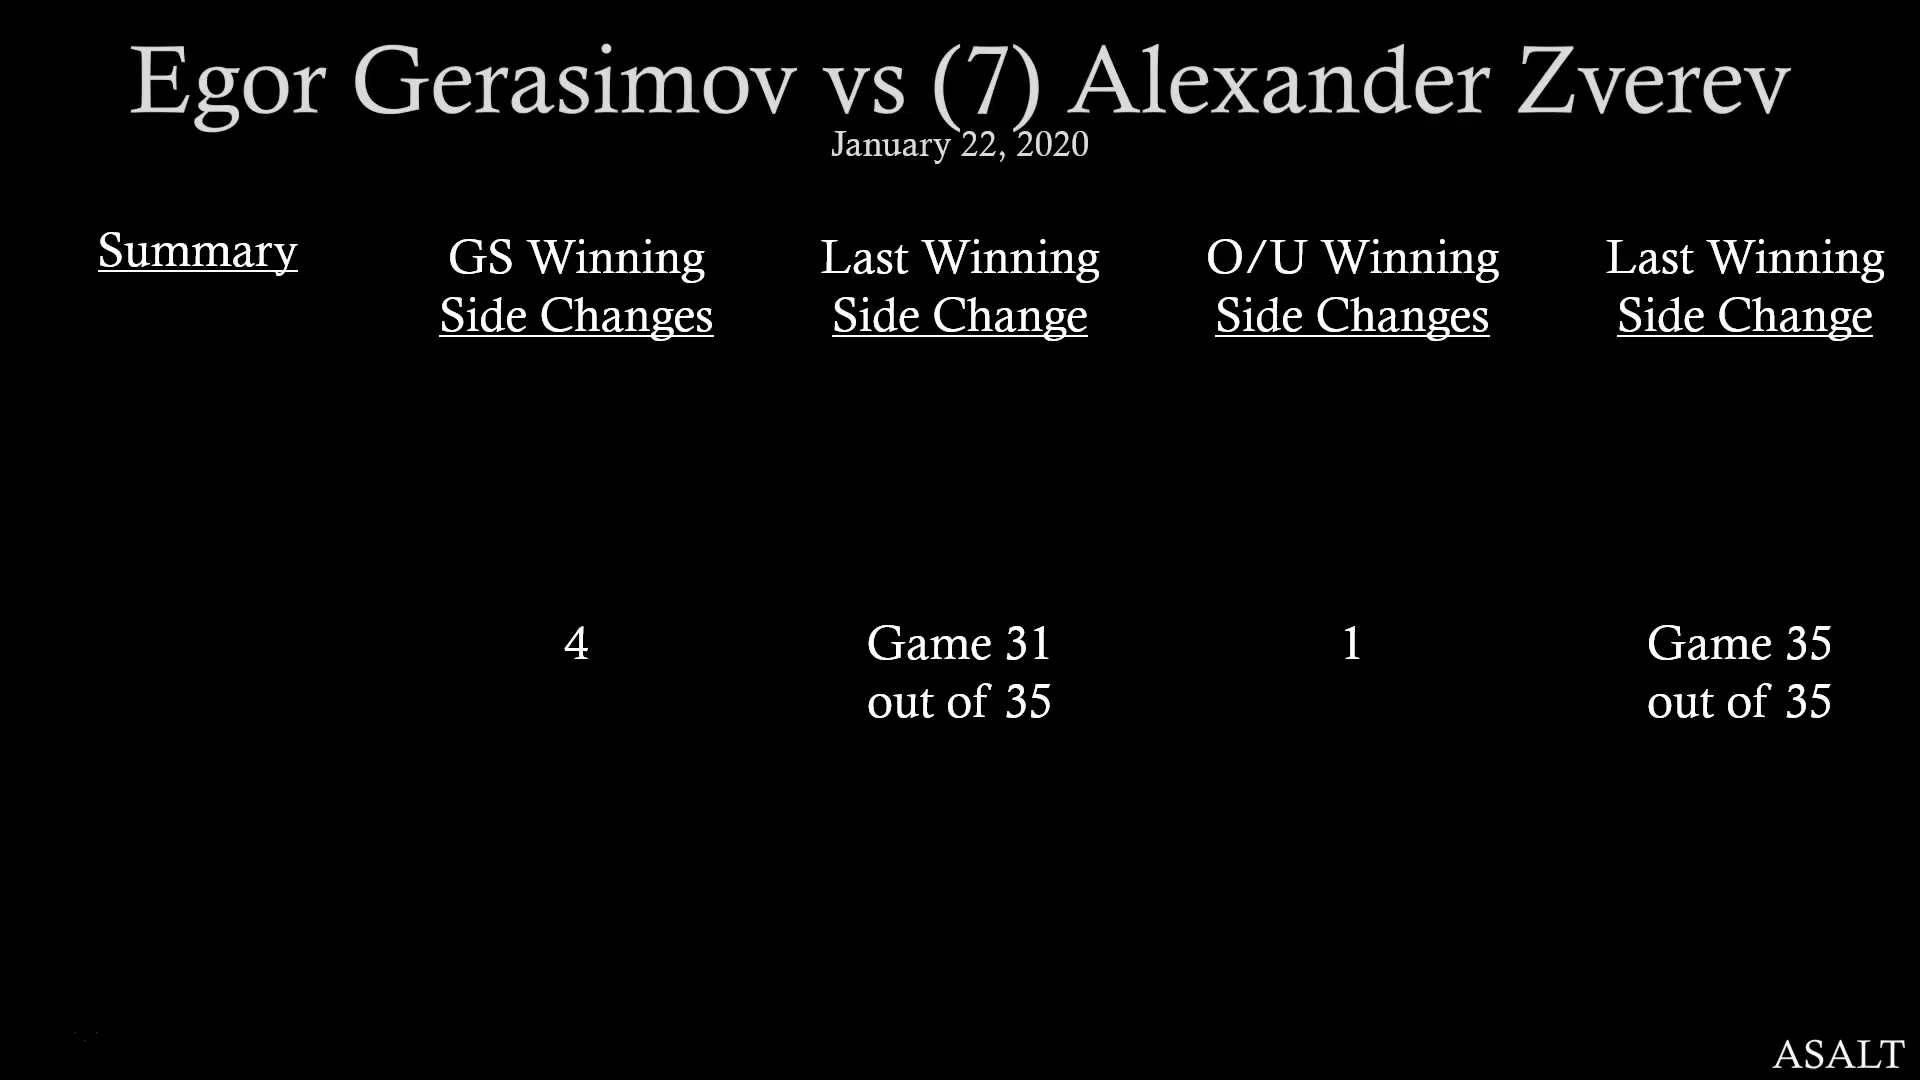 Egor Gerasimov vs (7) Alexander Zverev
January 22, 2020
Summary
GS Winning
Side Changes
Last Winning
Side Change
O/U Winning
Side Changes
Last Winning
Side Change
4
Game 31
out of 35
1
Game 35
out of 35
ASALT